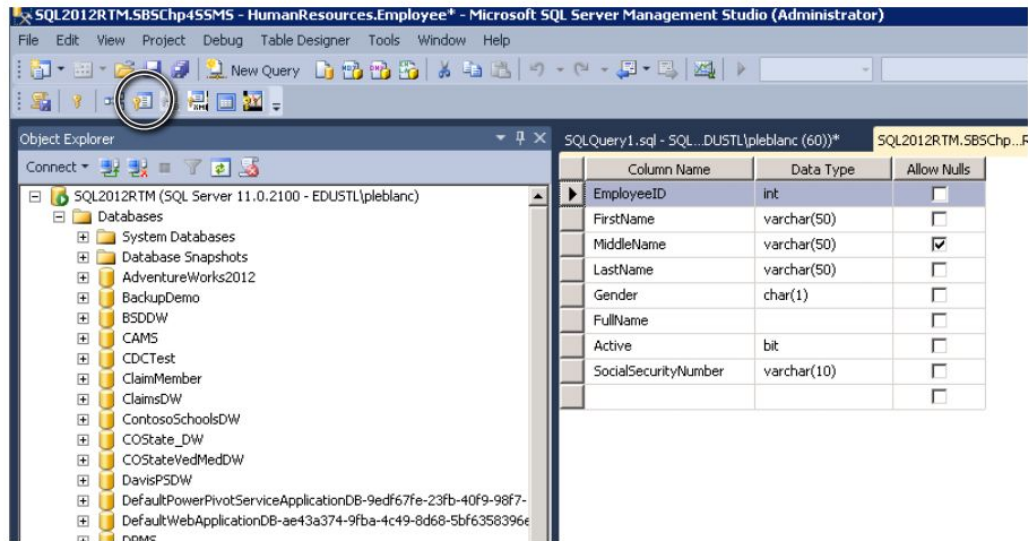 SQL2012RTM.SBSChp4SSMS - HumanResources.Employee* - Microsoft SQL Server Management Studio (Administrator)
File Edit View Project Debug Table Designer Tools Window Help
New Query
Object Explorer
SQLQuery1.sql - SQL...DUSTL\pleblanc (60))*
SQL2012RTM.SBSChp...R
Connect
Column Name Data Type Allow Nulls
SQL2012RTM (SQL Server 11.0.2100 - EDUSTL\pleblanc)
EmployeeID int
Databases
FirstName varchar(50)
System Databases
MiddleName varchar(50)
Database Snapshots
LastName varchar(50)
AdventureWorks2012
Gender char(1)
BackupDemo
FullName
BSDDW
Active bit
CAMS
SocialSecurityNumber varchar(10)
CDCTest
ClaimMember
ClaimsDW
ContosoSchoolsDW
COState_DW
COStateVedMedDW
DavisPSDW
DefaultPowerPivotServiceApplicationDB-9edf67fe-23fb-40f9-98f7-
DefaultWebApplicationDB-ae43a374-9fba-4c49-8d68-5bf6358396e
DPMS